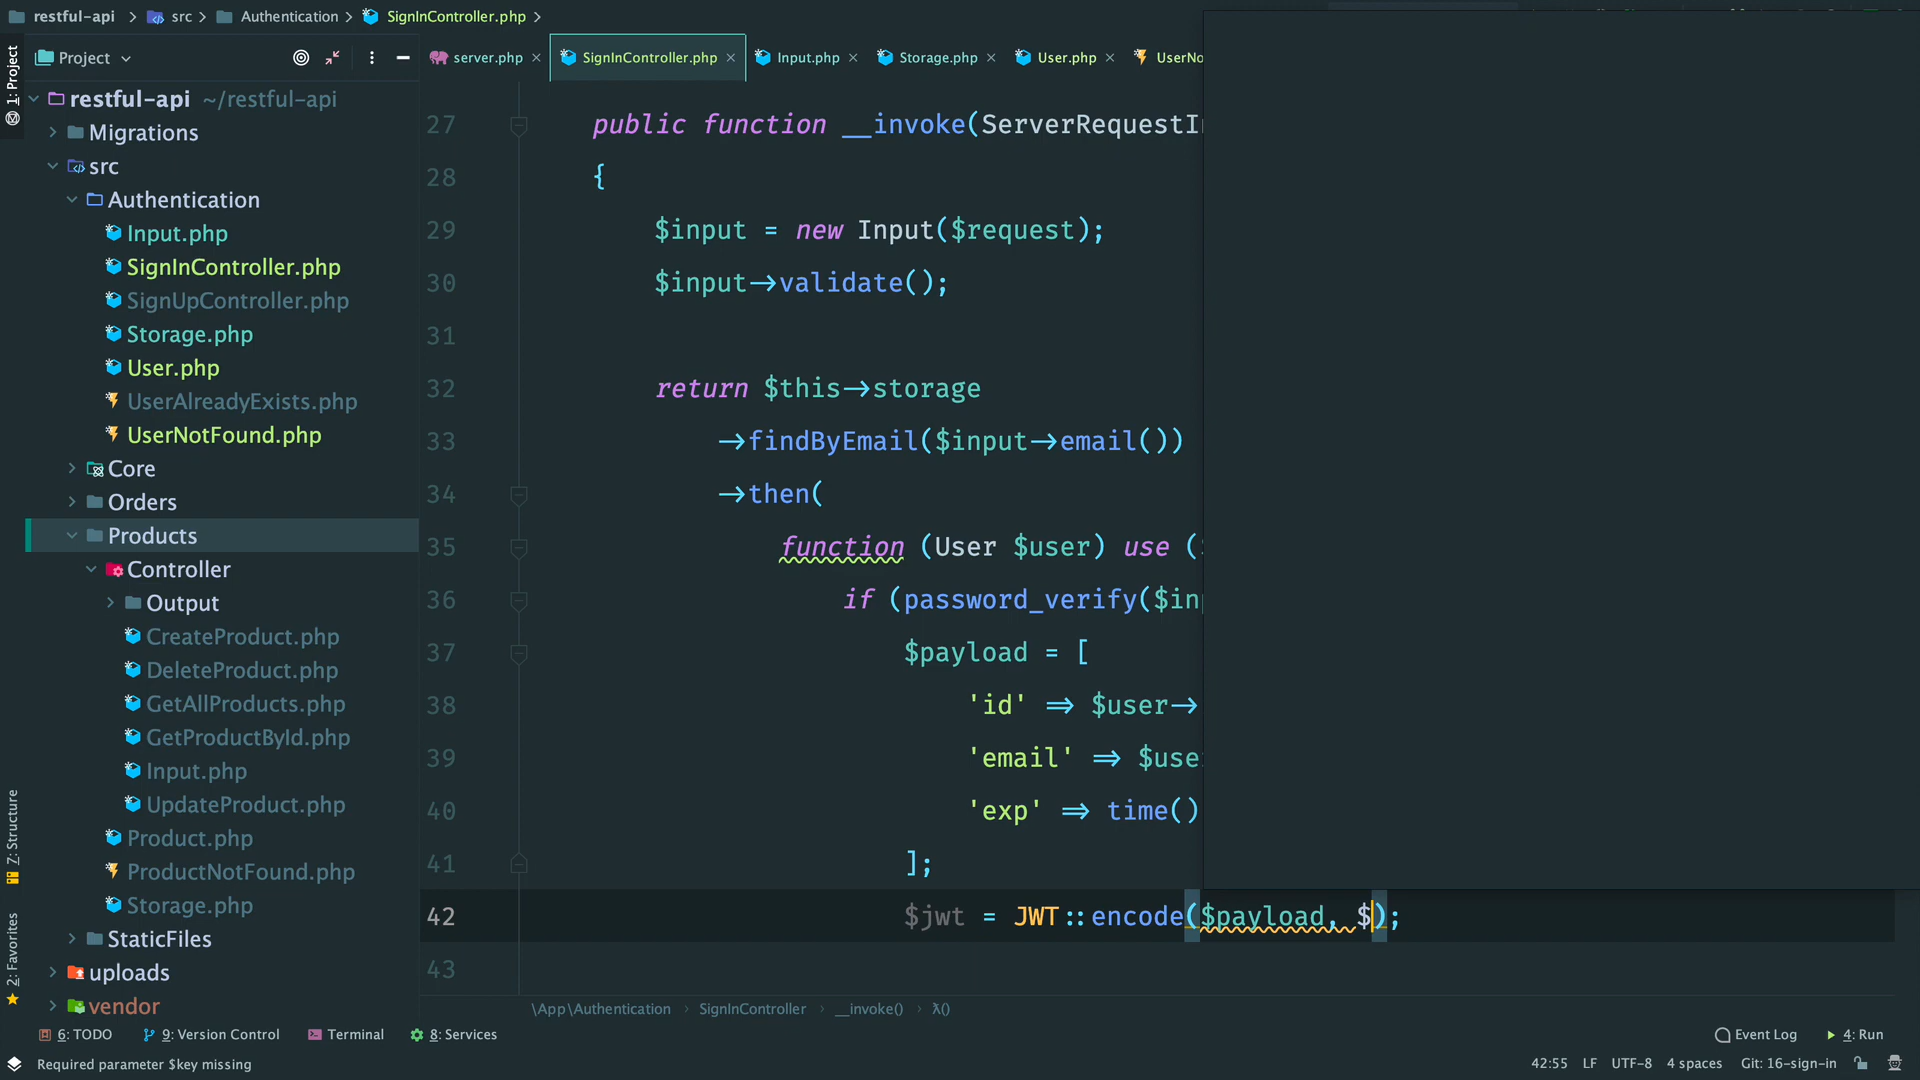 restful-api
src
Authentication
SignInController.php
1: Project
Project
server.php
SignInController.php
Input.php
Storage.php
User.php
UserNo
restful-api ~/restful-api
Migrations
src
Authentication
Input.php
SignInController.php
SignUpController.php
Storage.php
User.php
UserAlreadyExists.php
UserNotFound.php
Core
Orders
Products
Controller
Output
CreateProduct.php
DeleteProduct.php
GetAllProducts.php
GetProductById.php
Input.php
UpdateProduct.php
Product.php
ProductNotFound.php
Storage.php
StaticFiles
uploads
vendor
Z: Structure
2: Favorites
27 public function __invoke(ServerRequestIn
28 {
29 $input = new Input($request);
30 $input->validate();
31
32 return $this->storage
33 ->findByEmail($input->email())
34 ->then(
35 function (User $user) use (
36 if (password_verify($inp
37 $payload = [
38 'id' => $user->
39 'email' => $use
40 'exp' => time()
41 ];
42 $jwt = JWT::encode($payload, $);
43
\App\Authentication
SignInController
__invoke()
λ()
6: TODO
9: Version Control
Terminal
8: Services
Event Log
4: Run
Required parameter $key missing
42:55
LF
UTF-8
4 spaces
Git: 16-sign-in